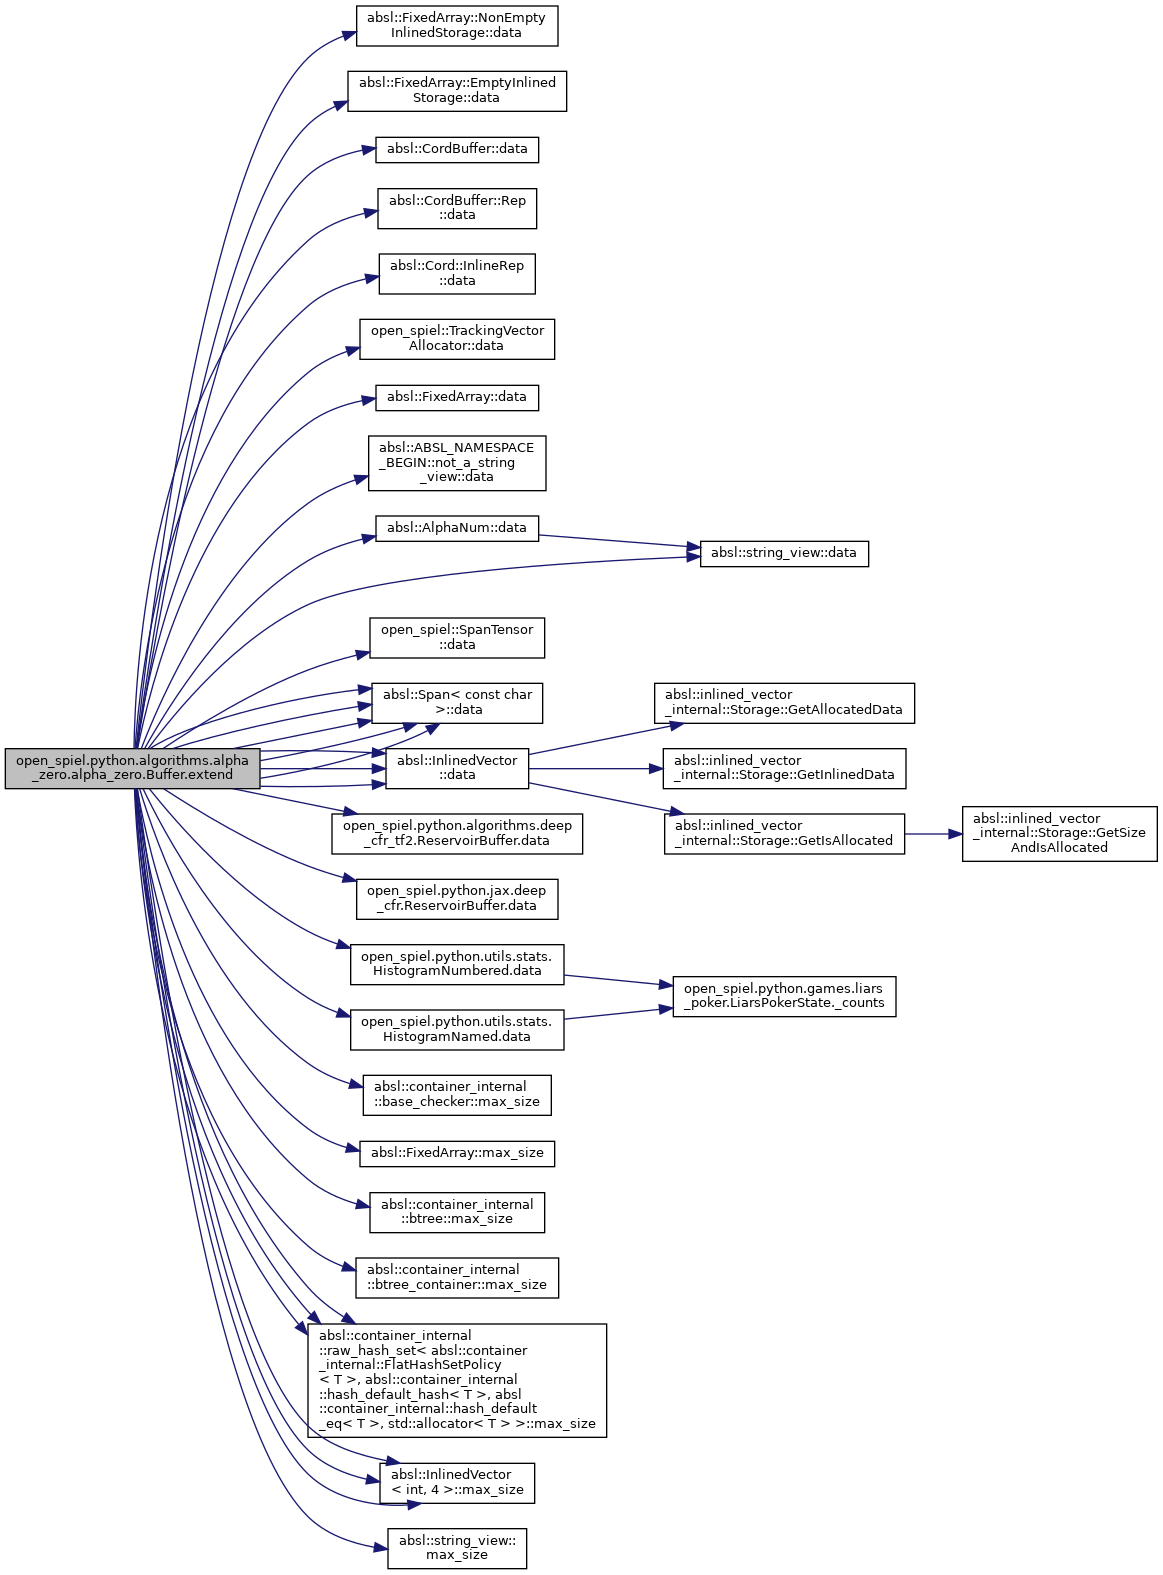 absl::FixedArray::NonEmpty
InlinedStorage::data
absl::FixedArray::EmptyInlined
Storage::data
absl::CordBuffer::data
absl::CordBuffer::Rep
::data
absl::Cord::InlineRep
::data
open_spiel::TrackingVector
Allocator::data
absl::FixedArray::data
absl::ABSL_NAMESPACE
_BEGIN::not_a_string
_view::data
absl::AlphaNum::data
absl::string_view::data
open_spiel::SpanTensor
::data
absl::Span< const char
>::data
absl::inlined_vector
_internal::Storage::GetAllocatedData
open_spiel.python.algorithms.alpha
_zero.alpha_zero.Buffer.extend
absl::InlinedVector
::data
absl::inlined_vector
_internal::Storage::GetInlinedData
open_spiel.python.algorithms.deep
_cfr_tf2.ReservoirBuffer.data
absl::inlined_vector
_internal::Storage::GetIsAllocated
absl::inlined_vector
_internal::Storage::GetSize
AndIsAllocated
open_spiel.python.jax.deep
_cfr.ReservoirBuffer.data
open_spiel.python.utils.stats.
HistogramNumbered.data
open_spiel.python.games.liars
_poker.LiarsPokerState._counts
open_spiel.python.utils.stats.
HistogramNamed.data
absl::container_internal
::base_checker::max_size
absl::FixedArray::max_size
absl::container_internal
::btree::max_size
absl::container_internal
::btree_container::max_size
absl::container_internal
::raw_hash_set< absl::container
_internal::FlatHashSetPolicy
< T >, absl::container_internal
::hash_default_hash< T >, absl
::container_internal::hash_default
_eq< T >, std::allocator< T > >::max_size
absl::InlinedVector
< int, 4 >::max_size
absl::string_view::
max_size